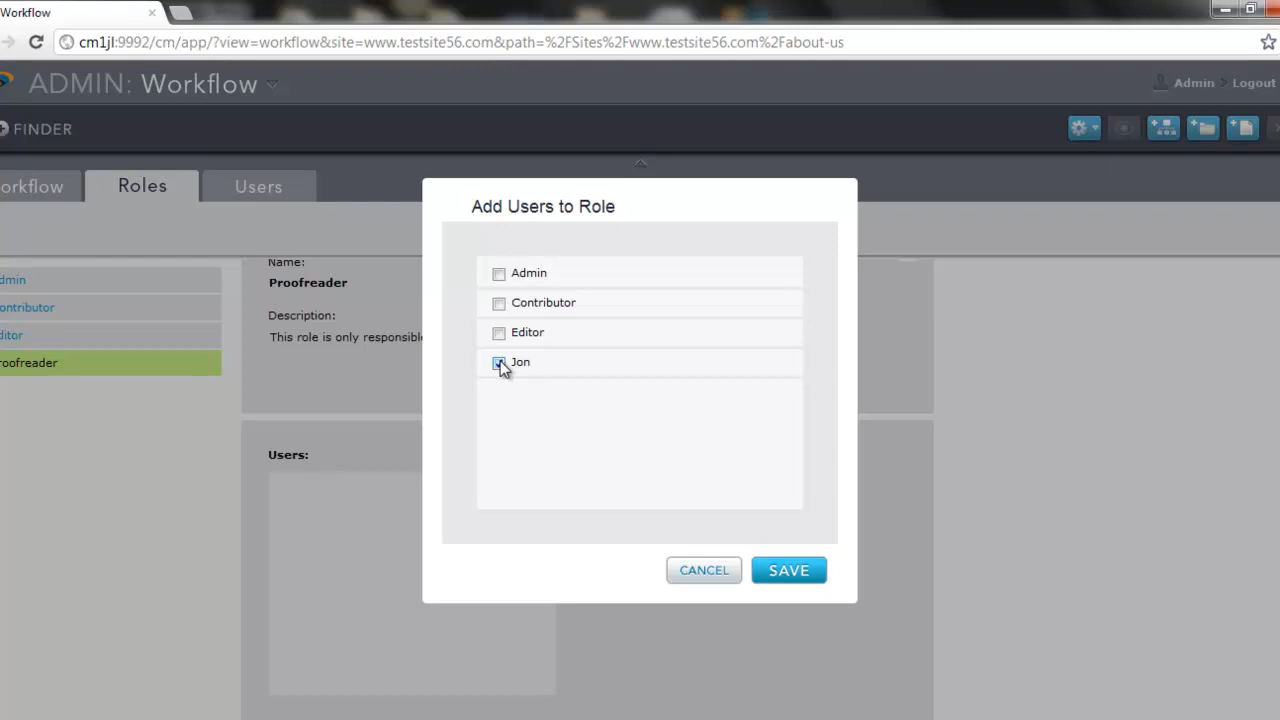 Workflow
cm1jl:9992/cm/app/?view=workflow&site=www.testsite56.com&path=%2FSites%2Fwww.testsite56.com%2Fabout-us
ADMIN: Workflow
Admin > Logout
FINDER
orkflow
Roles
Users
Add Users to Role
Admin
Contributor
Editor
Jon
CANCEL
SAVE
dmin
ontributor
ditor
roofreader
Name:
Proofreader
Description:
This role is only responsible
Users: